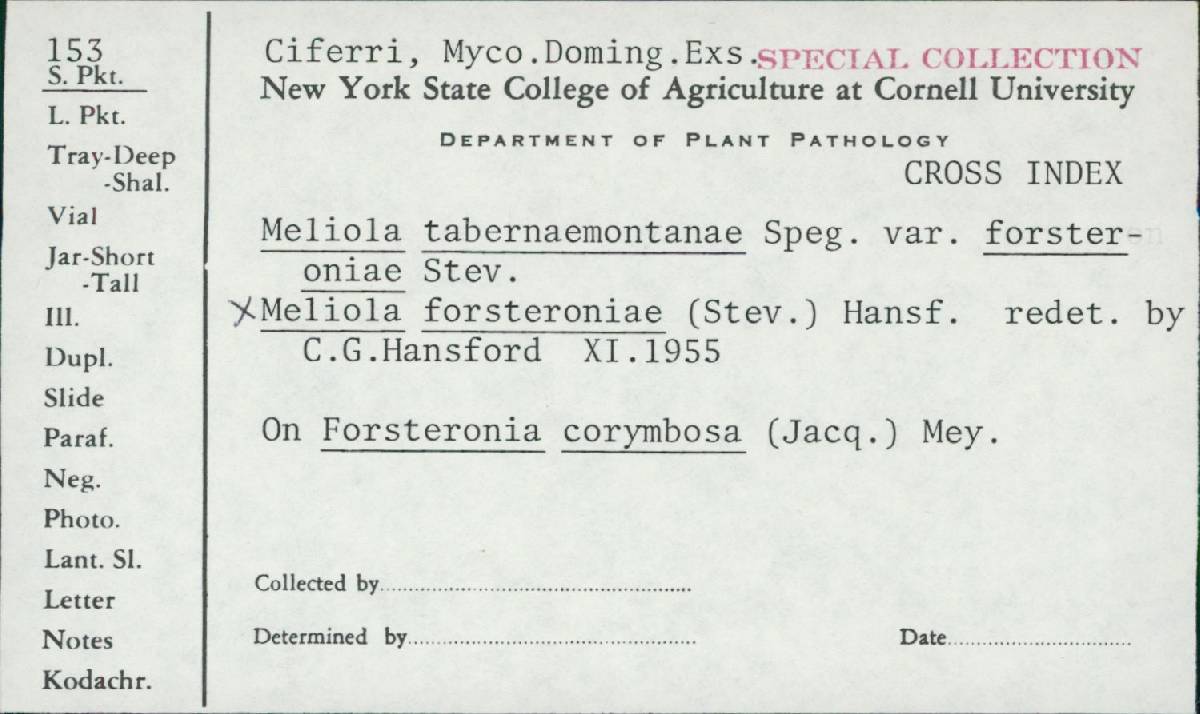 153
S. Pkt.
L. Pkt.
Tray-Deep
-Shal.
Vial
Jar-Short
-Tall
Ill.
Dupl.
Slide
Paraf.
Neg.
Photo.
Lant. Sl.
Letter
Notes
Kodachr.
Ciferri, Myco.Doming.Exs. SPECIAL COLLECTION
New York State College of Agriculture at Cornell University
DEPARTMENT OF PLANT PATHOLOGY
CROSS INDEX
Meliola tabernaemontanae Speg. var. forster-
oniae Stev.
XMeliola forsteroniae (Stev.) Hansf. redet. by
C.G.Hansford XI.1955
On Forsteronia corymbosa (Jacq.) Mey.
Collected by
Determined by
Date